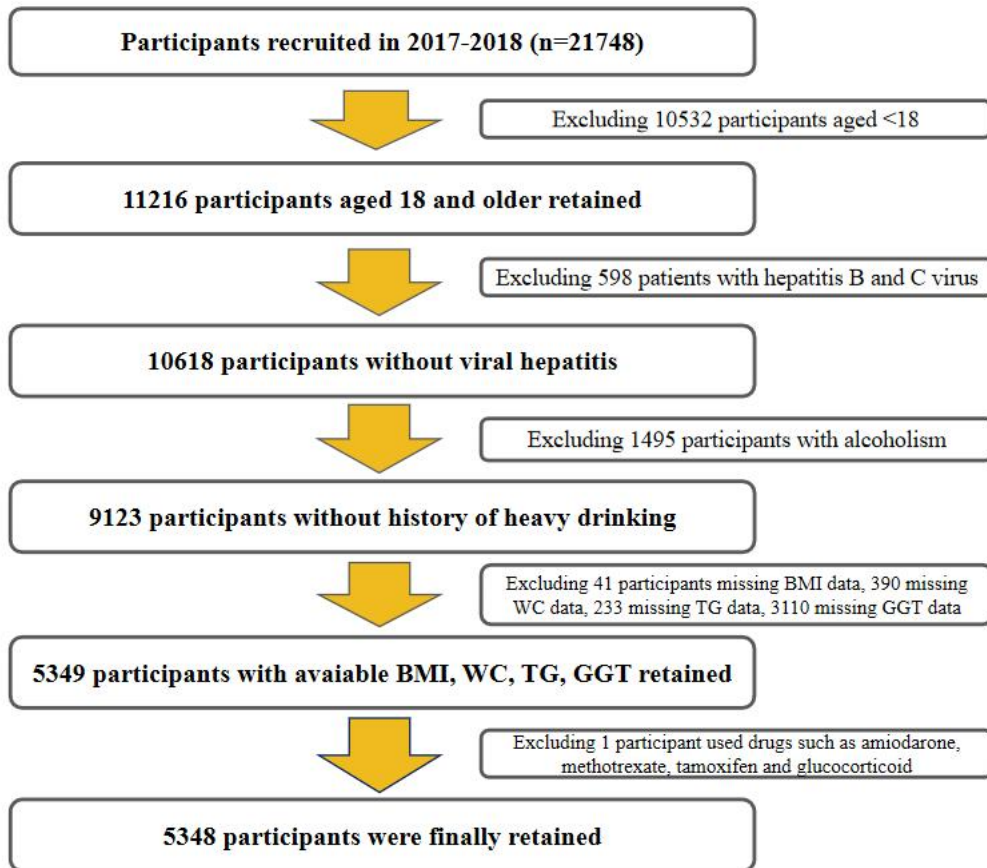 Participants recruited in 2017-2018 (n=21748)
Excluding 10532 participants aged <18
11216 participants aged 18 and older retained
Excluding 598 patients with hepatitis B and C virus
10618 participants without viral hepatitis
Excluding 1495 participants with alcoholism
9123 participants without history of heavy drinking
Excluding 41 participants missing BMI data, 390 missing
WC data, 233 missing TG data, 3110 missing GGT data
5349 participants with avaiable BMI, WC, TG, GGT retained
Excluding 1 participant used drugs such as amiodarone,
methotrexate, tamoxifen and glucocorticoid
5348 participants were finally retained